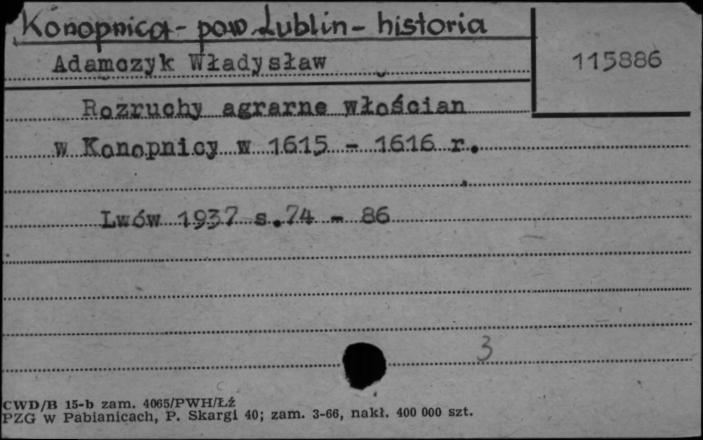 Konopnica - pow. Lublin - historia
Adamczyk Władysław
115886
Rozruchy agrarne włościan
w Konopnicy w 1615 - 1616 r.
Lwów 1937 s.74 - 86
3
CWD/B 15-b zam. 4065/PWH/Łż
PZG w Pabianicach, P. Skargi 40; zam. 3-66, nakł. 400 000 szt.